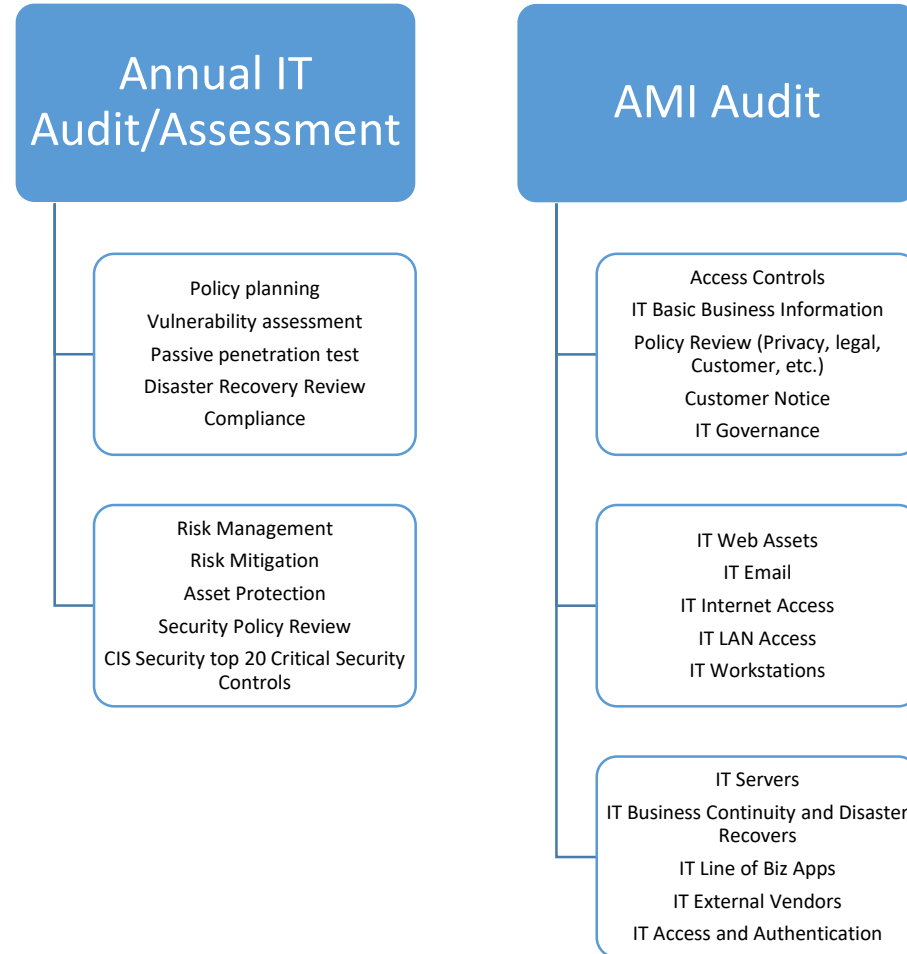 Annual IT
Audit/Assessment
Policy planning
Vulnerability assessment
Passive penetration test
Disaster Recovery Review
Compliance
Risk Management
Risk Mitigation
Asset Protection
Security Policy Review
CIS Security top 20 Critical Security
Controls
AMI Audit
Access Controls
IT Basic Business Information
Policy Review (Privacy, legal,
Customer, etc.)
Customer Notice
IT Governance
IT Web Assets
IT Email
IT Internet Access
IT LAN Access
IT Workstations
IT Servers
IT Business Continuity and Disaster
Recovers
IT Line of Biz Apps
IT External Vendors
IT Access and Authentication